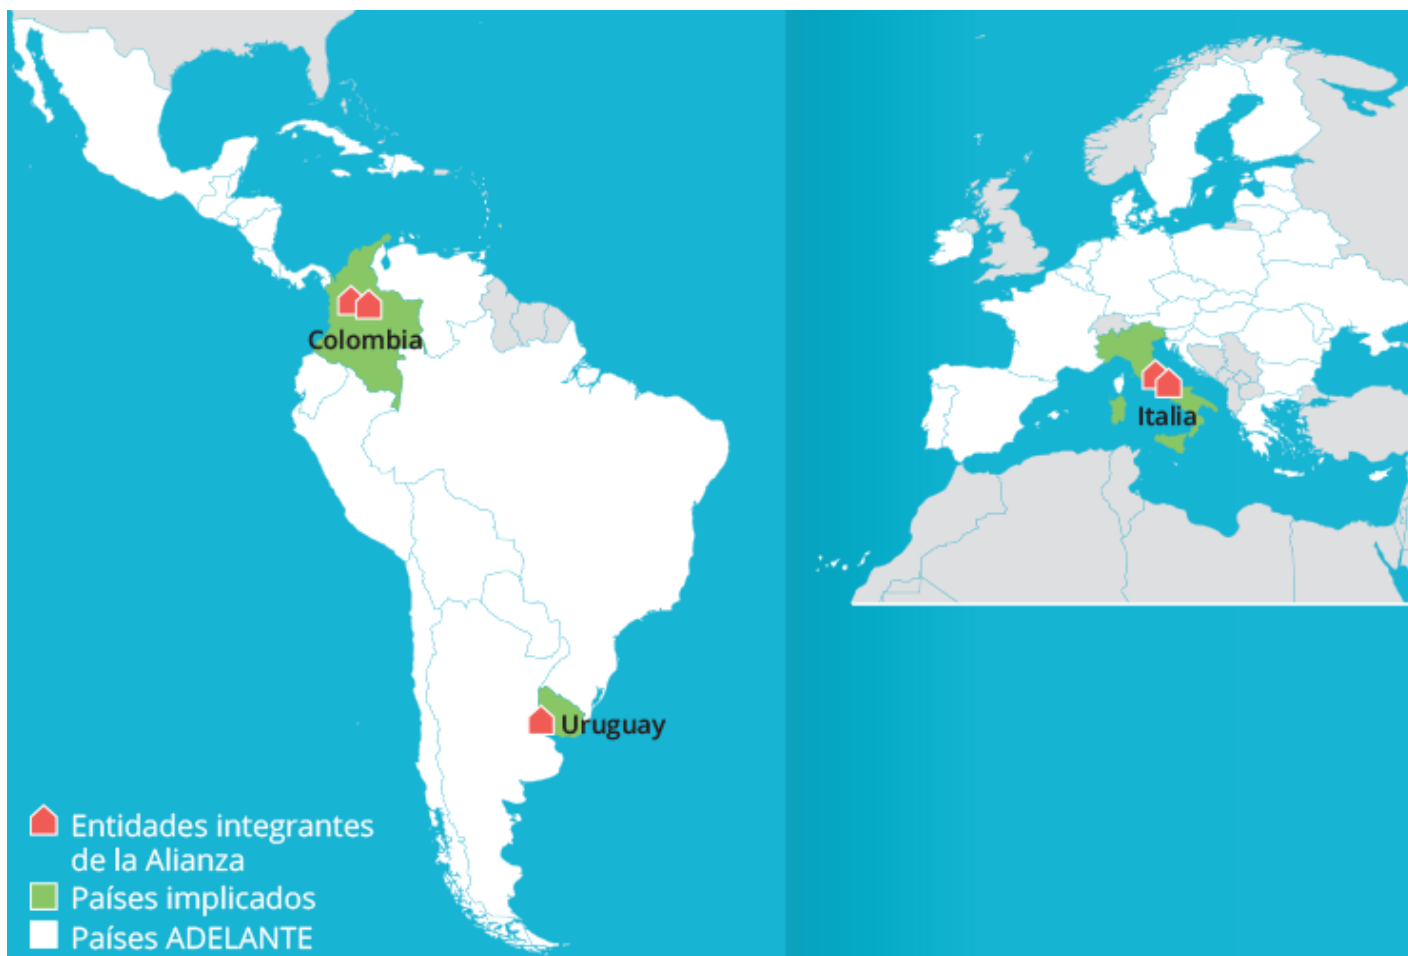 Colombia
Italia
Uruguay
Entidades integrantes
de la Alianza
Países implicados
Países ADELANTE